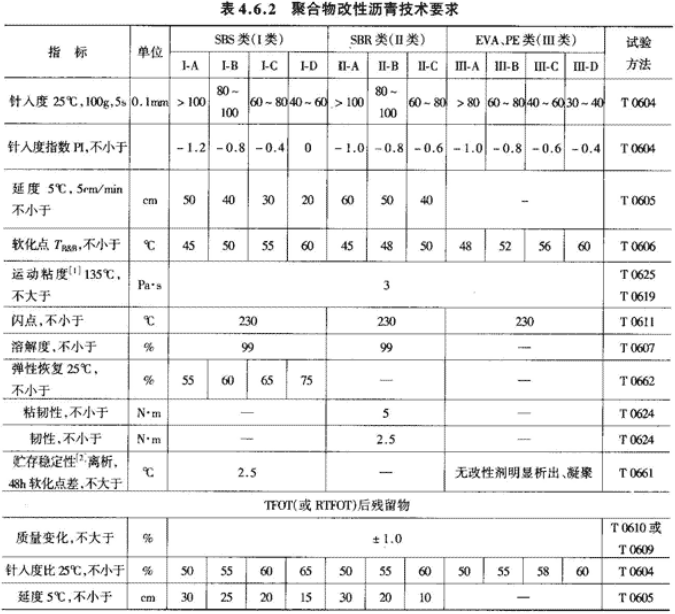 表 4.6.2 聚合物改性沥青技术要求
指 标 单位 SBS 类(I 类) SBR 类(II 类) EVA、PE 类(III 类) 试验方法
I-A I-B I-C I-D II-A II-B II-C III-A III-B III-C III-D
针入度 25℃,100g,5s 0.1mm >100 80~100 60~80 40~60 >100 80~100 60~80 >80 60~80 40~60 30~40 T 0604
针入度指数 PI,不小于 -1.2 -0.8 -0.4 0 -1.0 -0.8 -0.6 -1.0 -0.8 -0.6 -0.4 T 0604
延度 5℃, 5cm/min
不小于 cm 50 40 30 20 60 50 40 - T 0605
软化点 TR&B,不小于 ℃ 45 50 55 60 45 48 50 48 52 56 60 T 0606
运动粘度[1] 135℃, T 0625
不大于 Pa·s 3 T 0619
闪点,不小于 ℃ 230 230 230 T 0611
溶解度,不小于 % 99 99 — T 0607
弹性恢复 25℃,
不小于 % 55 60 65 75 — — T 0662
粘韧性,不小于 N·m — 5 — T 0624
韧性,不小于 N·m — 2.5 — T 0624
贮存稳定性[2] 离析,
48h 软化点差,不大于 ℃ 2.5 — 无改性剂明显析出、凝聚 T 0661
TFOT(或 RTFOT)后残留物
质量变化,不大于 % ±1.0 T 0610 或
T 0609
针入度比 25℃,不小于 % 50 55 60 65 50 55 60 50 55 58 60 T 0604
延度 5℃,不小于 cm 30 25 20 15 30 20 10 — T 0605